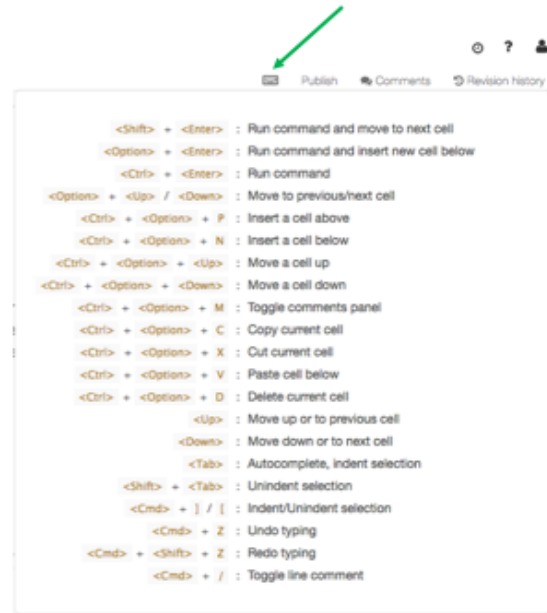 ?
Publish Comments Revision history
<Shift> + <Enter> : Run command and move to next cell
<Option> + <Enter> : Run command and insert new cell below
<Ctrl> + <Enter> : Run command
<Option> + <Up> / <Down> : Move to previous/next cell
<Ctrl> + <Option> + P : Insert a cell above
<Ctrl> + <Option> + N : Insert a cell below
<Ctrl> + <Option> + <Up> : Move a cell up
<Ctrl> + <Option> + <Down> : Move a cell down
<Ctrl> + <Option> + M : Toggle comments panel
<Ctrl> + <Option> + C : Copy current cell
<Ctrl> + <Option> + X : Cut current cell
<Ctrl> + <Option> + V : Paste cell below
<Ctrl> + <Option> + D : Delete current cell
<Up> : Move up or to previous cell
<Down> : Move down or to next cell
<Tab> : Autocomplete, indent selection
<Shift> + <Tab> : Unindent selection
<Cmd> + ] / [ : Indent/Unindent selection
<Cmd> + Z : Undo typing
<Cmd> + <Shift> + Z : Redo typing
<Cmd> + / : Toggle line comment